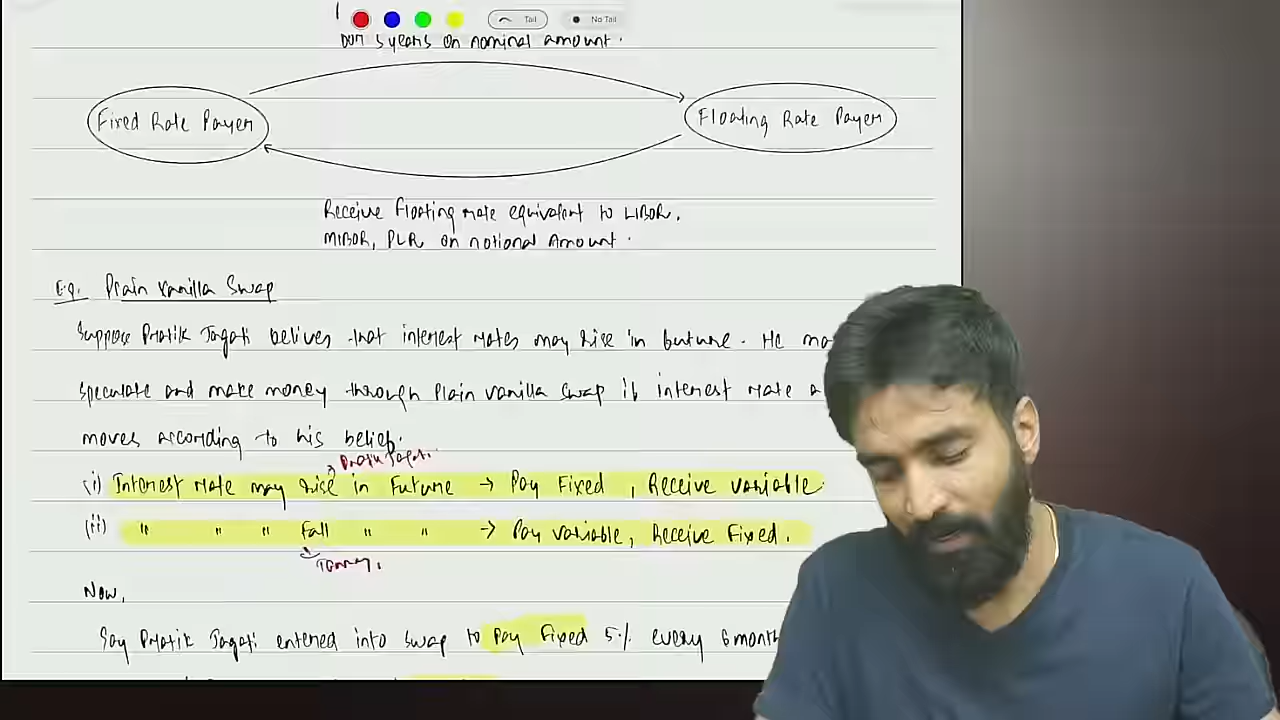 Tail
No Tail
5 years on nominal amount.
Fixed Rate Payer
Floating Rate Payer
Receive Floating rate equivalent to LIBOR,
MIBOR, PLR on notional Amount.
E.g. Plain Vanilla Swap
Suppose Pratik Jagati belives that interest rates may rise in future. He
speculate and make money through Plain vanilla swap if interest rate
moves according to his belief.
Pratik Jagati.
(i) Interest rate may rise in Future → Pay Fixed, Receive variable
(ii) " " " Fall " " → Pay variable, Receive Fixed.
Now,
Say Pratik Jagati entered into swap to Pay Fixed 5% every 6 month